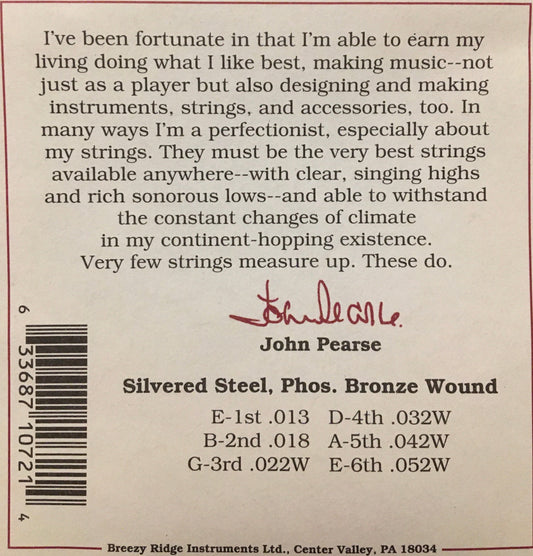 I've been fortunate in that I'm able to earn my
living doing what I like best, making music--not
just as a player but also designing and making
instruments, strings, and accessories, too. In
many ways I'm a perfectionist, especially about
my strings. They must be the very best strings
available anywhere--with clear, singing highs
and rich sonorous lows--and able to withstand
the constant changes of climate
in my continent-hopping existence.
Very few strings measure up. These do.
John Pearse
John Pearse
Silvered Steel, Phos. Bronze Wound
E-1st .013 D-4th .032W
B-2nd .018 A-5th .042W
G-3rd .022W E-6th .052W
6 33687 10721 4
Breezy Ridge Instruments Ltd., Center Valley, PA 18034